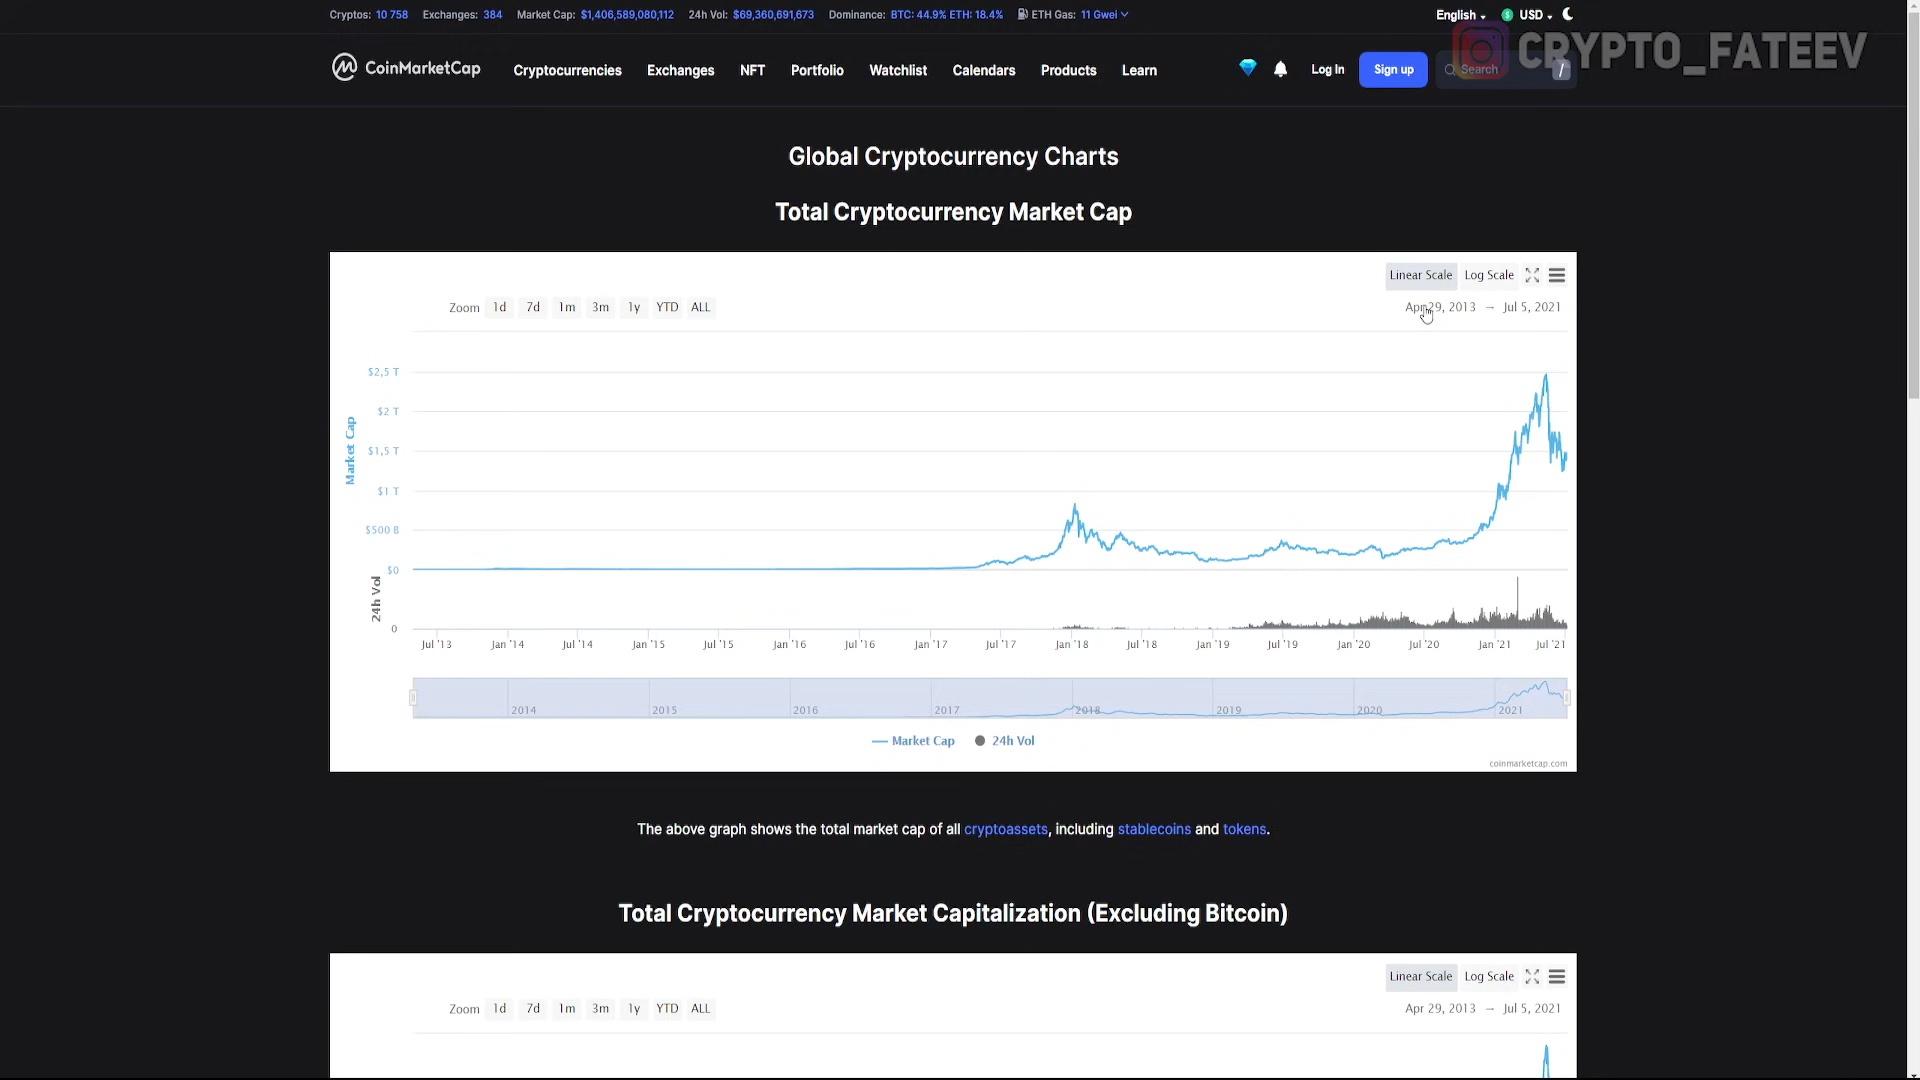 Cryptos: 10 758 Exchanges: 384 Market Cap: $1,406,589,080,112 24h Vol: $69,360,691,673 Dominance: BTC: 44.9% ETH: 18.4% ETH Gas: 11 Gwei
English USD
CoinMarketCap Cryptocurrencies Exchanges NFT Portfolio Watchlist Calendars Products Learn Log In Sign up Search /
CRYPTO_FATEEV
Global Cryptocurrency Charts
Total Cryptocurrency Market Cap
Linear Scale Log Scale
Zoom 1d 7d 1m 3m 1y YTD ALL
Apr 29, 2013 → Jul 5, 2021
Market Cap
$2,5 T
$2 T
$1,5 T
$1 T
$500 B
$0
24h Vol
0
Jul '13 Jan '14 Jul '14 Jan '15 Jul '15 Jan '16 Jul '16 Jan '17 Jul '17 Jan '18 Jul '18 Jan '19 Jul '19 Jan '20 Jul '20 Jan '21 Jul '21
2014 2015 2016 2017 2018 2019 2020 2021
Market Cap 24h Vol
coinmarketcap.com
The above graph shows the total market cap of all cryptoassets, including stablecoins and tokens.
Total Cryptocurrency Market Capitalization (Excluding Bitcoin)
Linear Scale Log Scale
Zoom 1d 7d 1m 3m 1y YTD ALL
Apr 29, 2013 → Jul 5, 2021